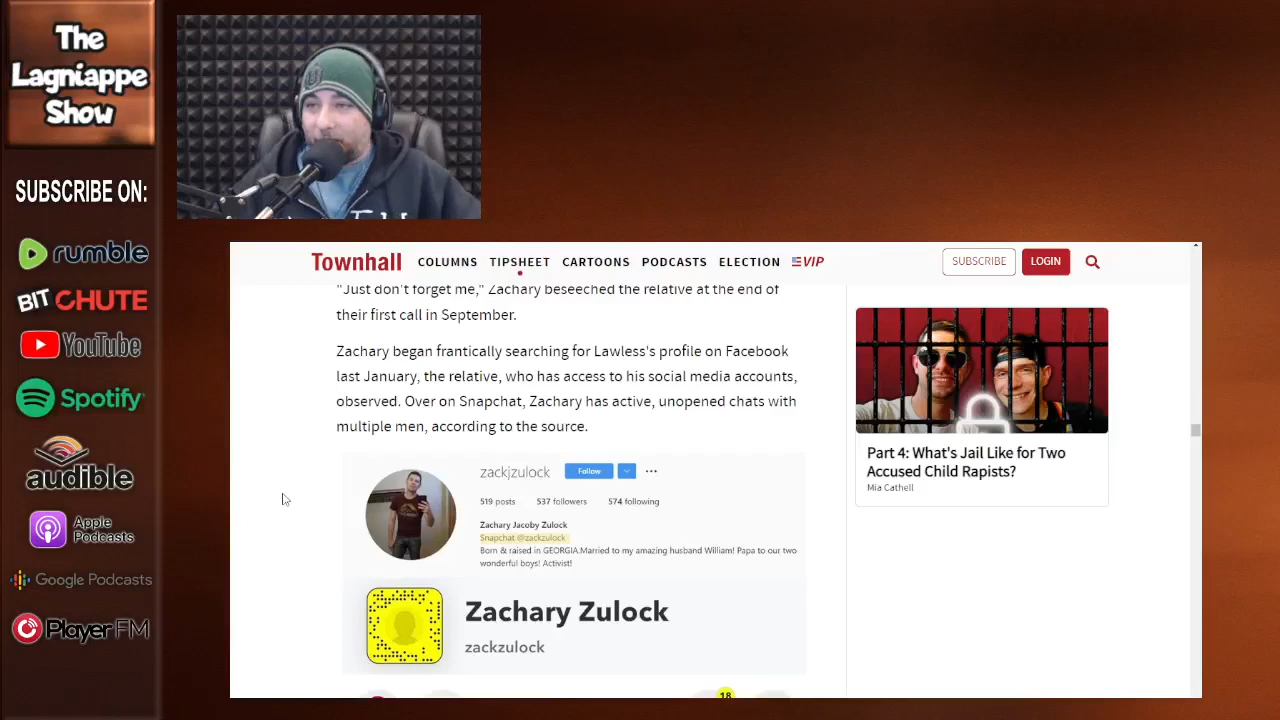 The
Lagniappe
Show
SUBSCRIBE ON:
rumble
BIT CHUTE
YouTube
Spotify
audible
Apple
Podcasts
Google Podcasts
Player FM
Townhall
COLUMNS TIPSHEET CARTOONS PODCASTS ELECTION VIP
SUBSCRIBE LOGIN
"Just don't forget me," Zachary beseeched the relative at the end of
their first call in September.
Zachary began frantically searching for Lawless's profile on Facebook
last January, the relative, who has access to his social media accounts,
observed. Over on Snapchat, Zachary has active, unopened chats with
multiple men, according to the source.
zackjzulock Follow
519 posts 537 followers 574 following
Zachary Jacoby Zulock
Snapchat @zackzulock
Born & raised in GEORGIA.Married to my amazing husband William! Papa to our two
wonderful boys! Activist!
Zachary Zulock
zackzulock
18
Part 4: What's Jail Like for Two
Accused Child Rapists?
Mia Cathell